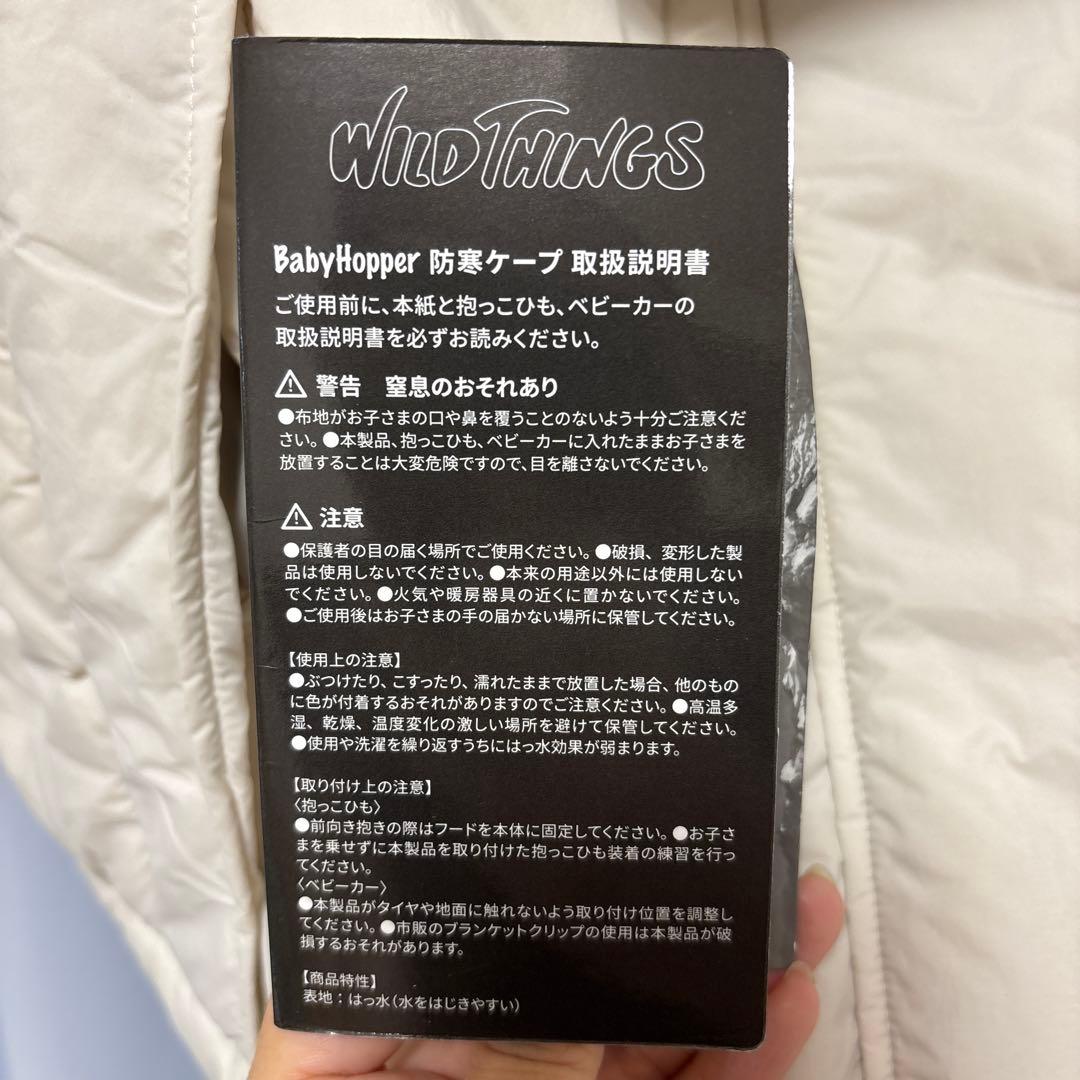 WILDTHINGS
BabyHopper 防寒ケープ 取扱説明書
ご使用前に、本紙と抱っこひも、ベビーカーの
取扱説明書を必ずお読みください。
⚠ 警告 窒息のおそれあり
●布地がお子さまの口や鼻を覆うことのないよう十分ご注意くだ
さい。●本製品、抱っこひも、ベビーカーに入れたままお子さまを
放置することは大変危険ですので、目を離さないでください。
⚠ 注意
●保護者の目の届く場所でご使用ください。●破損、変形した製
品は使用しないでください。●本来の用途以外には使用しない
でください。●火気や暖房器具の近くに置かないでください。
●ご使用後はお子さまの手の届かない場所に保管してください。
【使用上の注意】
●ぶつけたり、こすったり、濡れたままで放置した場合、他のもの
に色が付着するおそれがありますのでご注意ください。●高温多
湿、乾燥、温度変化の激しい場所を避けて保管してください。
●使用や洗濯を繰り返すうちにはっ水効果が弱まります。
【取り付け上の注意】
〈抱っこひも〉
●前向き抱きの際はフードを本体に固定してください。●お子さ
まを乗せずに本製品を取り付けた抱っこひも装着の練習を行っ
てください。
〈ベビーカー〉
●本製品がタイヤや地面に触れないよう取り付け位置を調整し
てください。●市販のブランケットクリップの使用は本製品が破
損するおそれがあります。
【商品特性】
表地：はっ水（水をはじきやすい）